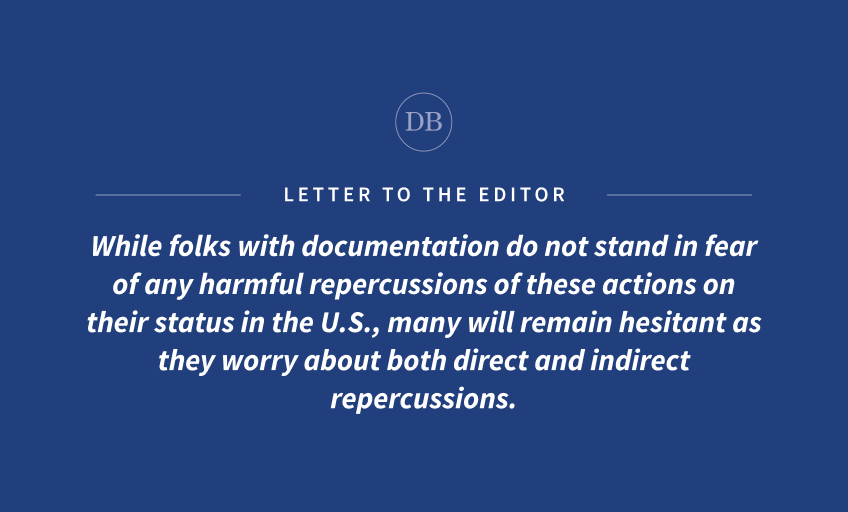 DB
LETTER TO THE EDITOR
While folks with documentation do not stand in fear
of any harmful repercussions of these actions on
their status in the U.S., many will remain hesitant as
they worry about both direct and indirect
repercussions.